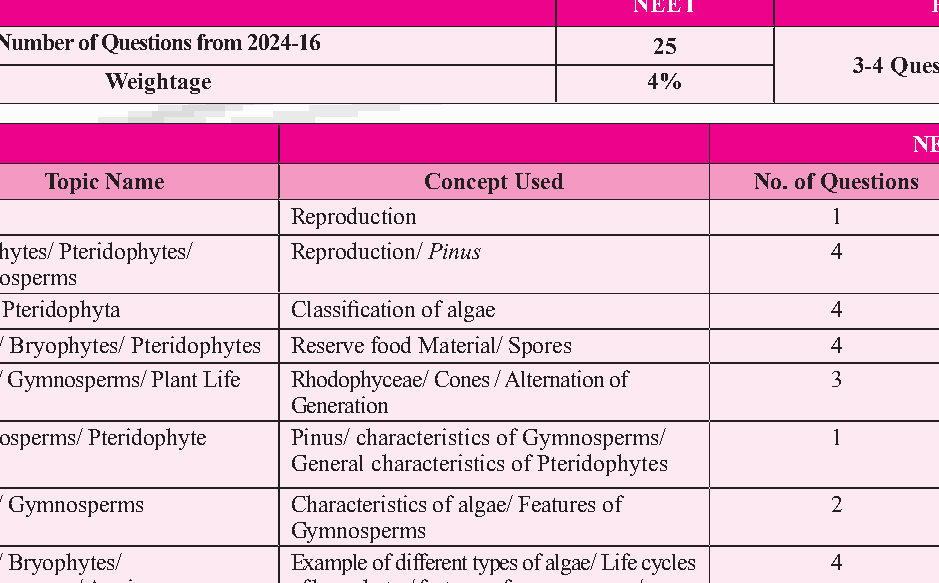 NEET
Number of Questions from 2024-16
25
3-4 Ques
Weightage
4%
NE
Topic Name
Concept Used
No. of Questions
Reproduction
1
hytes/ Pteridophytes/
osperms
Reproduction/ Pinus
4
Pteridophyta
Classification of algae
4
/ Bryophytes/ Pteridophytes
Reserve food Material/ Spores
4
/ Gymnosperms/ Plant Life
Rhodophyceae/ Cones / Alternation of
Generation
3
osperms/ Pteridophyte
Pinus/ characteristics of Gymnosperms/
General characteristics of Pteridophytes
1
/ Gymnosperms
Characteristics of algae/ Features of
Gymnosperms
2
/ Bryophytes/
Example of different types of algae/ Life cycles
4